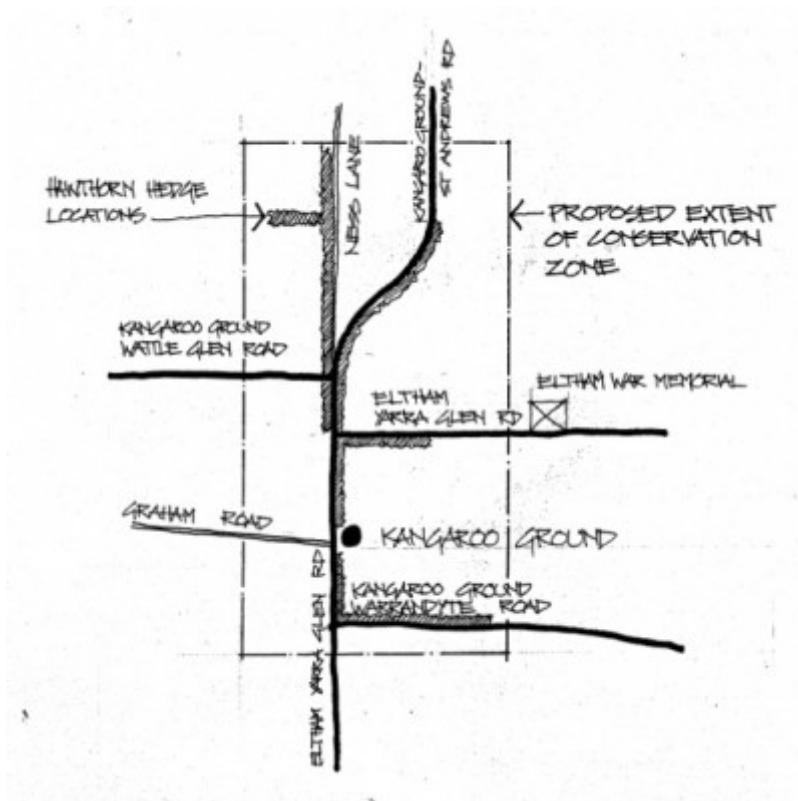 KANGAROO GROUND-
ST ANDREWS RD
NESS LANE
HAWTHORN HEDGE
LOCATIONS
PROPOSED EXTENT
OF CONSERVATION
ZONE
KANGAROO GROUND
WATTLE GLEN ROAD
ELTHAM WAR MEMORIAL
ELTHAM
YARRA GLEN RD
GRAHAM ROAD
KANGAROO GROUND
KANGAROO GROUND
WARRANDYTE ROAD
ELTHAM YARRA GLEN RD